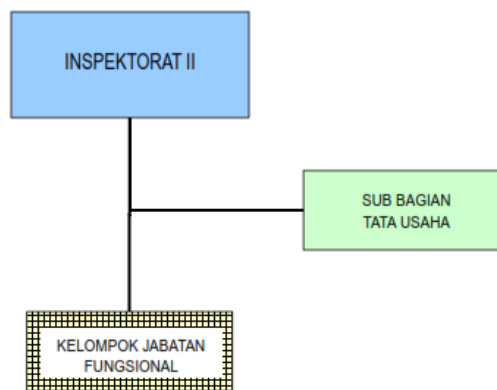 INSPEKTORAT II
SUB BAGIAN
TATA USAHA
KELOMPOK JABATAN
FUNGSIONAL